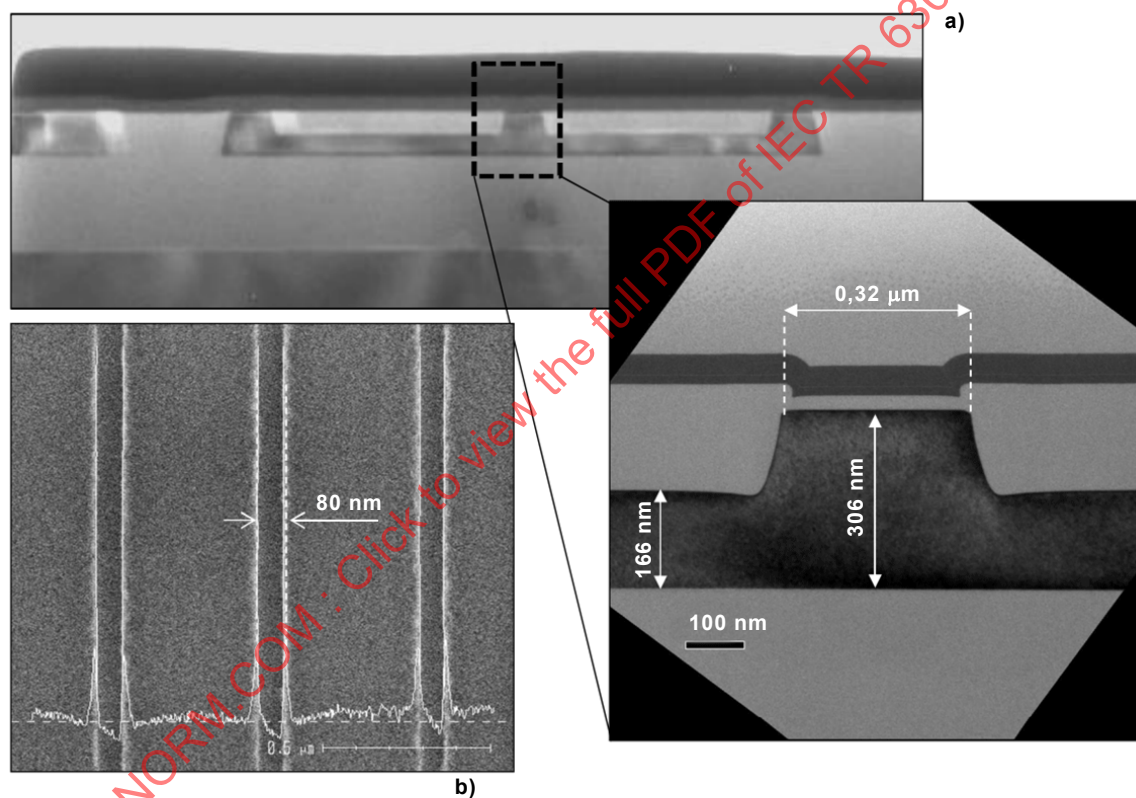 a)
0,32 μm
306 nm
166 nm
100 nm
80 nm
0.5 μm
b)
NORM.COM : Click to view the full PDF of IEC TR 630